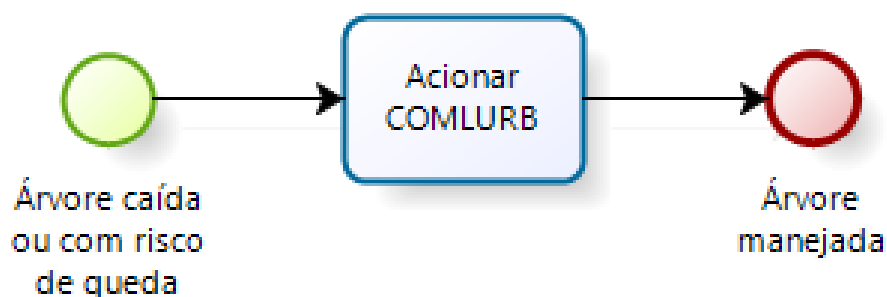 Árvore caída
ou com risco
de queda
Acionar
COMLURB
Árvore
manejada